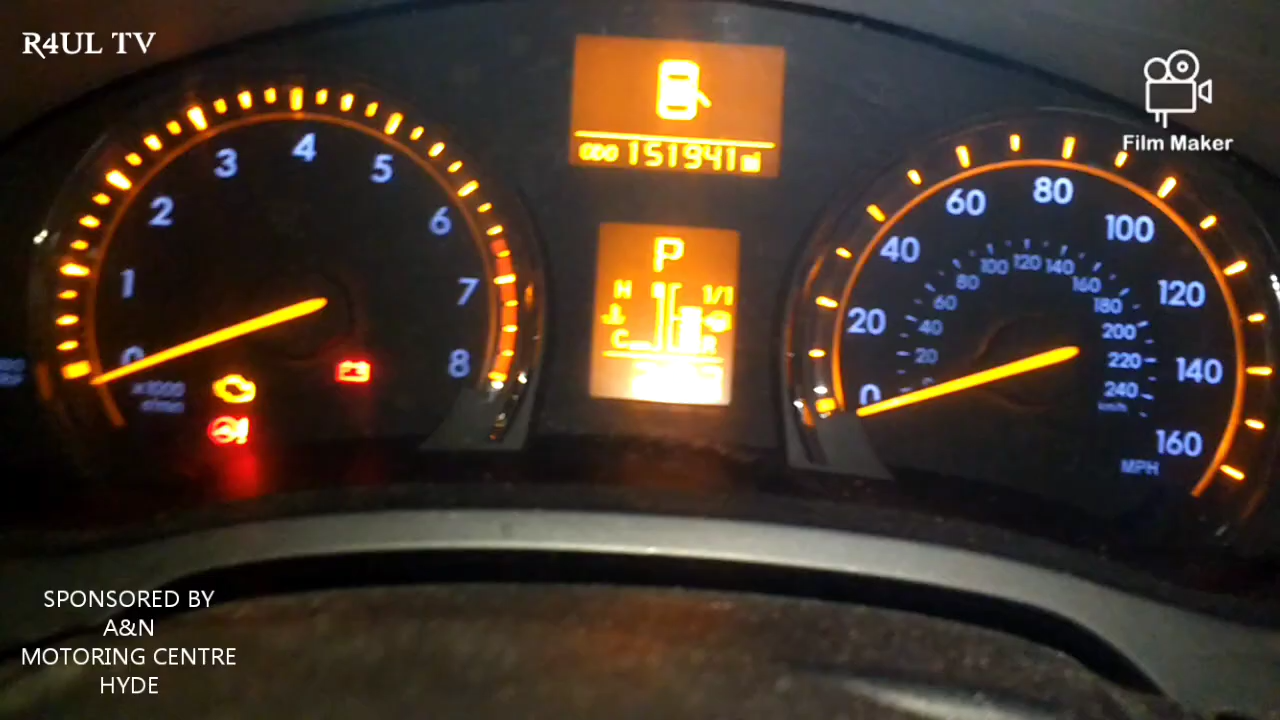 R4UL TV
Film Maker
ODO 151941 mi
P
H
1/1
C
R
0
1
2
3
4
5
6
7
8
x1000
r/min
0
20
40
60
80
100
120
140
160
MPH
20
40
60
80
100
120
140
160
180
200
220
240
km/h
SPONSORED BY
A&N
MOTORING CENTRE
HYDE